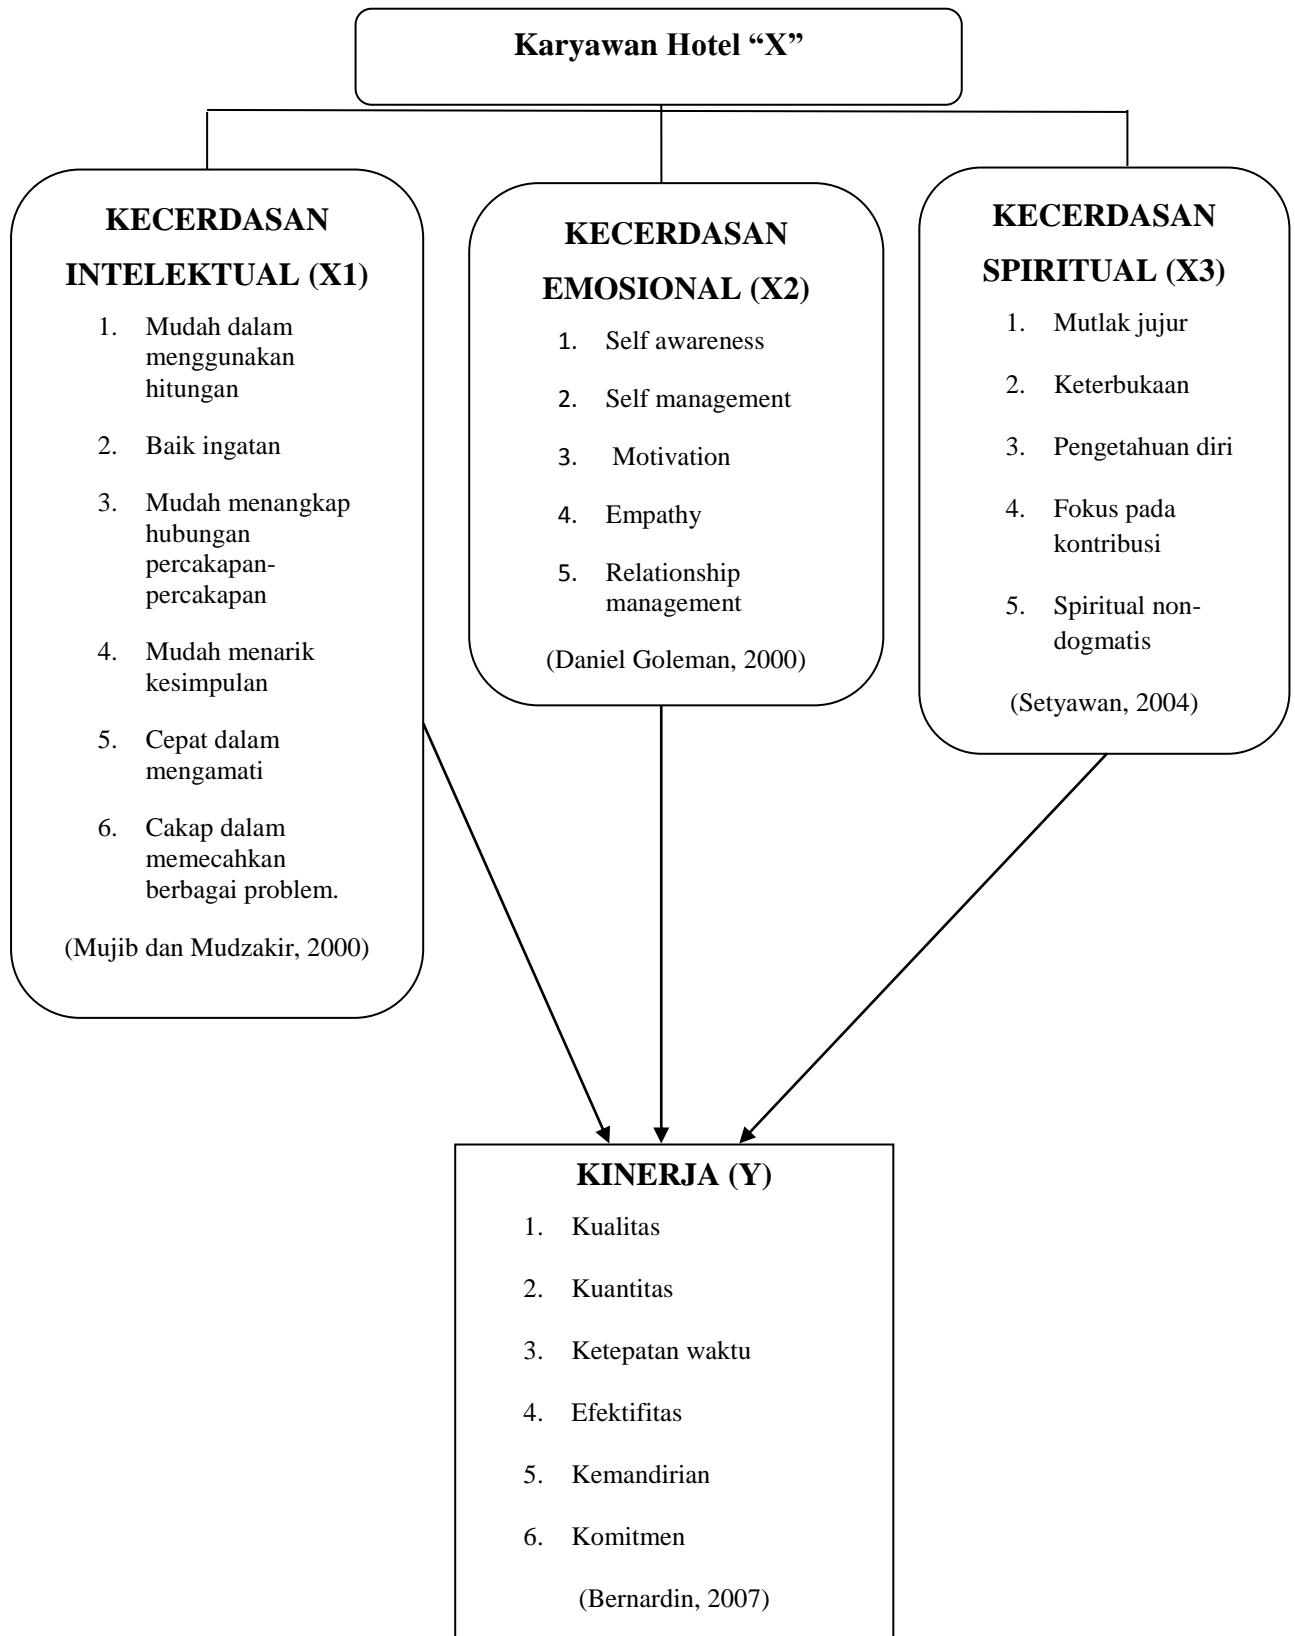 Karyawan Hotel “X”
KECERDASAN
INTELEKTUAL (X1)
1. Mudah dalam
menggunakan
hitungan
2. Baik ingatan
3. Mudah menangkap
hubungan
percakapan-
percakapan
4. Mudah menarik
kesimpulan
5. Cepat dalam
mengamati
6. Cakap dalam
memecahkan
berbagai problem.
(Mujib dan Mudzakir, 2000)
KECERDASAN
EMOSIONAL (X2)
1. Self awareness
2. Self management
3. Motivation
4. Empathy
5. Relationship
management
(Daniel Goleman, 2000)
KECERDASAN
SPIRITUAL (X3)
1. Mutlak jujur
2. Keterbukaan
3. Pengetahuan diri
4. Fokus pada
kontribusi
5. Spiritual non-
dogmatis
(Setyawan, 2004)
KINERJA (Y)
1. Kualitas
2. Kuantitas
3. Ketepatan waktu
4. Efektifitas
5. Kemandirian
6. Komitmen
(Bernardin, 2007)